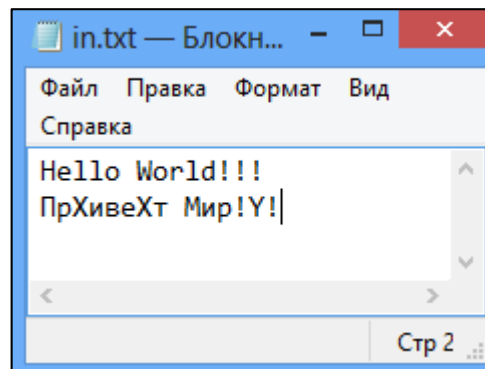 in.txt — Блокн...
Файл Правка Формат Вид
Справка
Hello World!!!
ПрХивеХт Мир!Y!
Стр 2